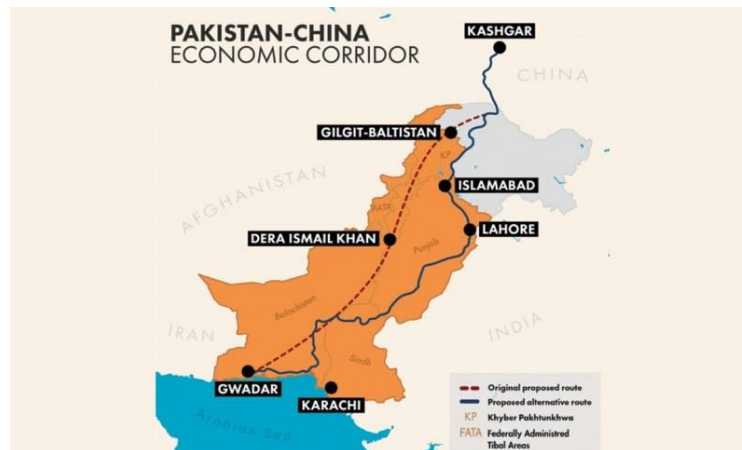 PAKISTAN-CHINA
ECONOMIC CORRIDOR
KASHGAR
CHINA
GILGIT-BALTISTAN
KP
ISLAMABAD
AFGHANISTAN
FATA
LAHORE
DERA ISMAIL KHAN
Punjab
Balochistan
INDIA
IRAN
Sindh
GWADAR
KARACHI
Arabian Sea
Original proposed route
Proposed alternative route
KP Khyber Pakhtunkhwa
FATA Federally Administred
Tibal Areas